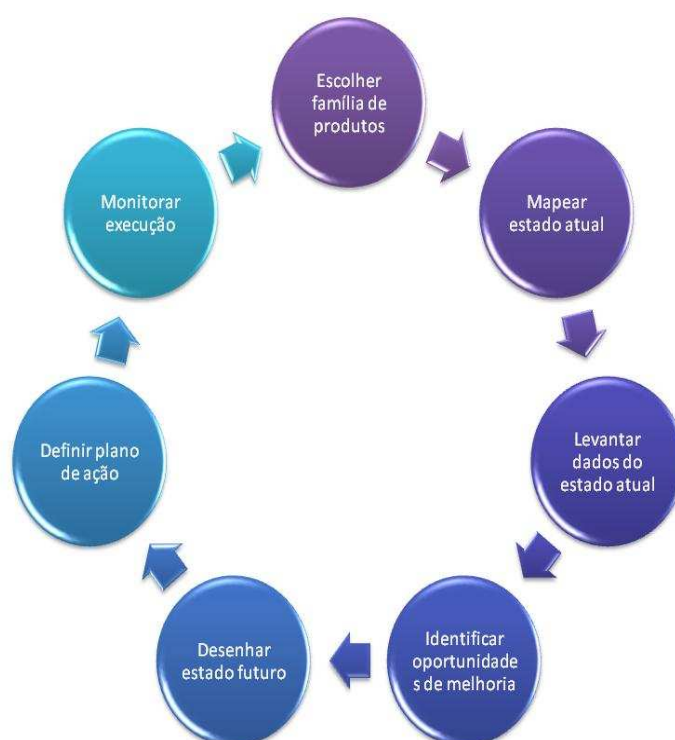 Escolher
família de
produtos
Mapear
estado atual
Levantar
dados do
estado atual
Identificar
oportunidade
s de melhoria
Desenhar
estado futuro
Definir plano
de ação
Monitorar
execução